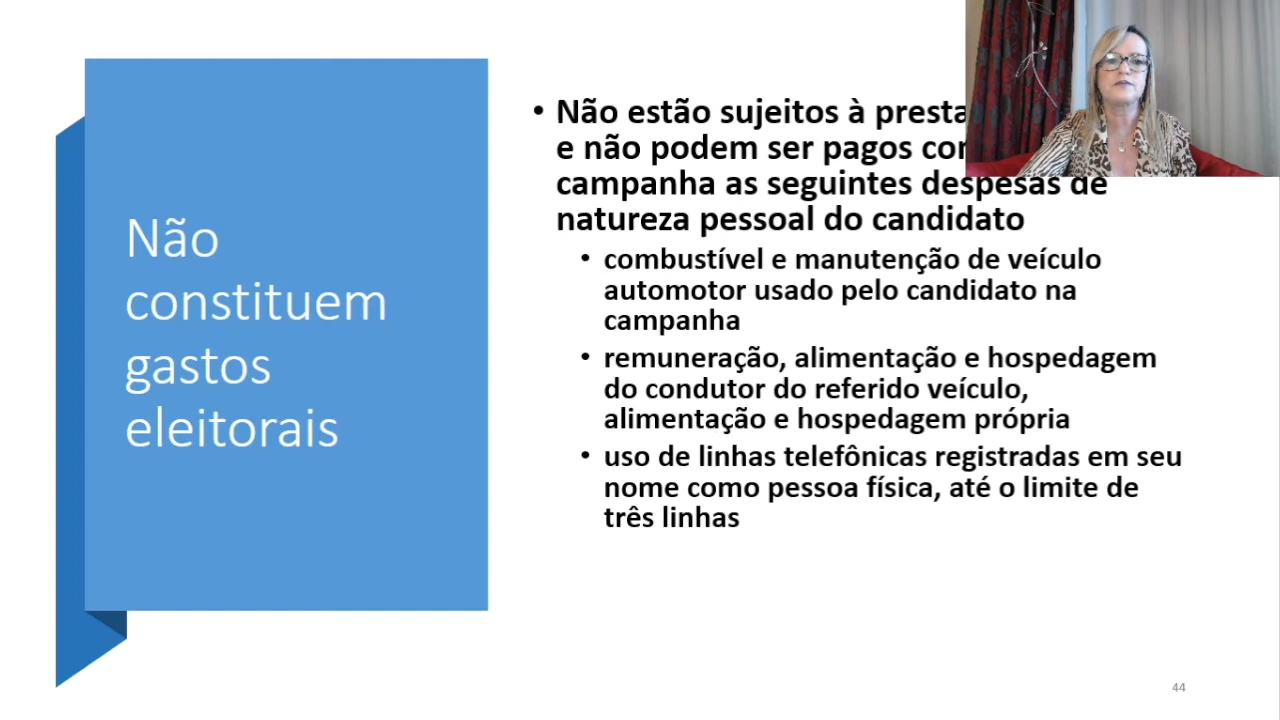 Não
constituem
gastos
eleitorais
• Não estão sujeitos à
e não podem ser pagos
campanha as seguintes despesas de
natureza pessoal do candidato
• combustível e manutenção de veículo
automotor usado pelo candidato na
campanha
• remuneração, alimentação e hospedagem
do condutor do referido veículo,
alimentação e hospedagem própria
• uso de linhas telefônicas registradas em seu
nome como pessoa física, até o limite de
três linhas
44